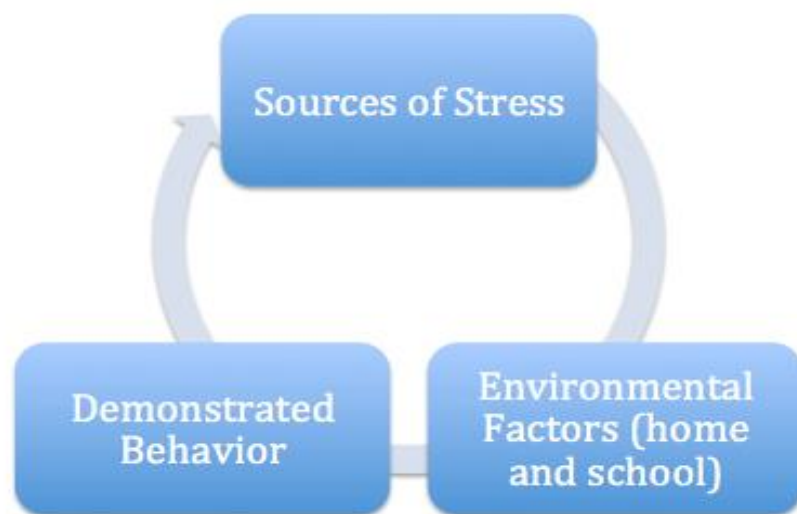 Sources of Stress
Demonstrated
Behavior
Environmental
Factors (home
and school)